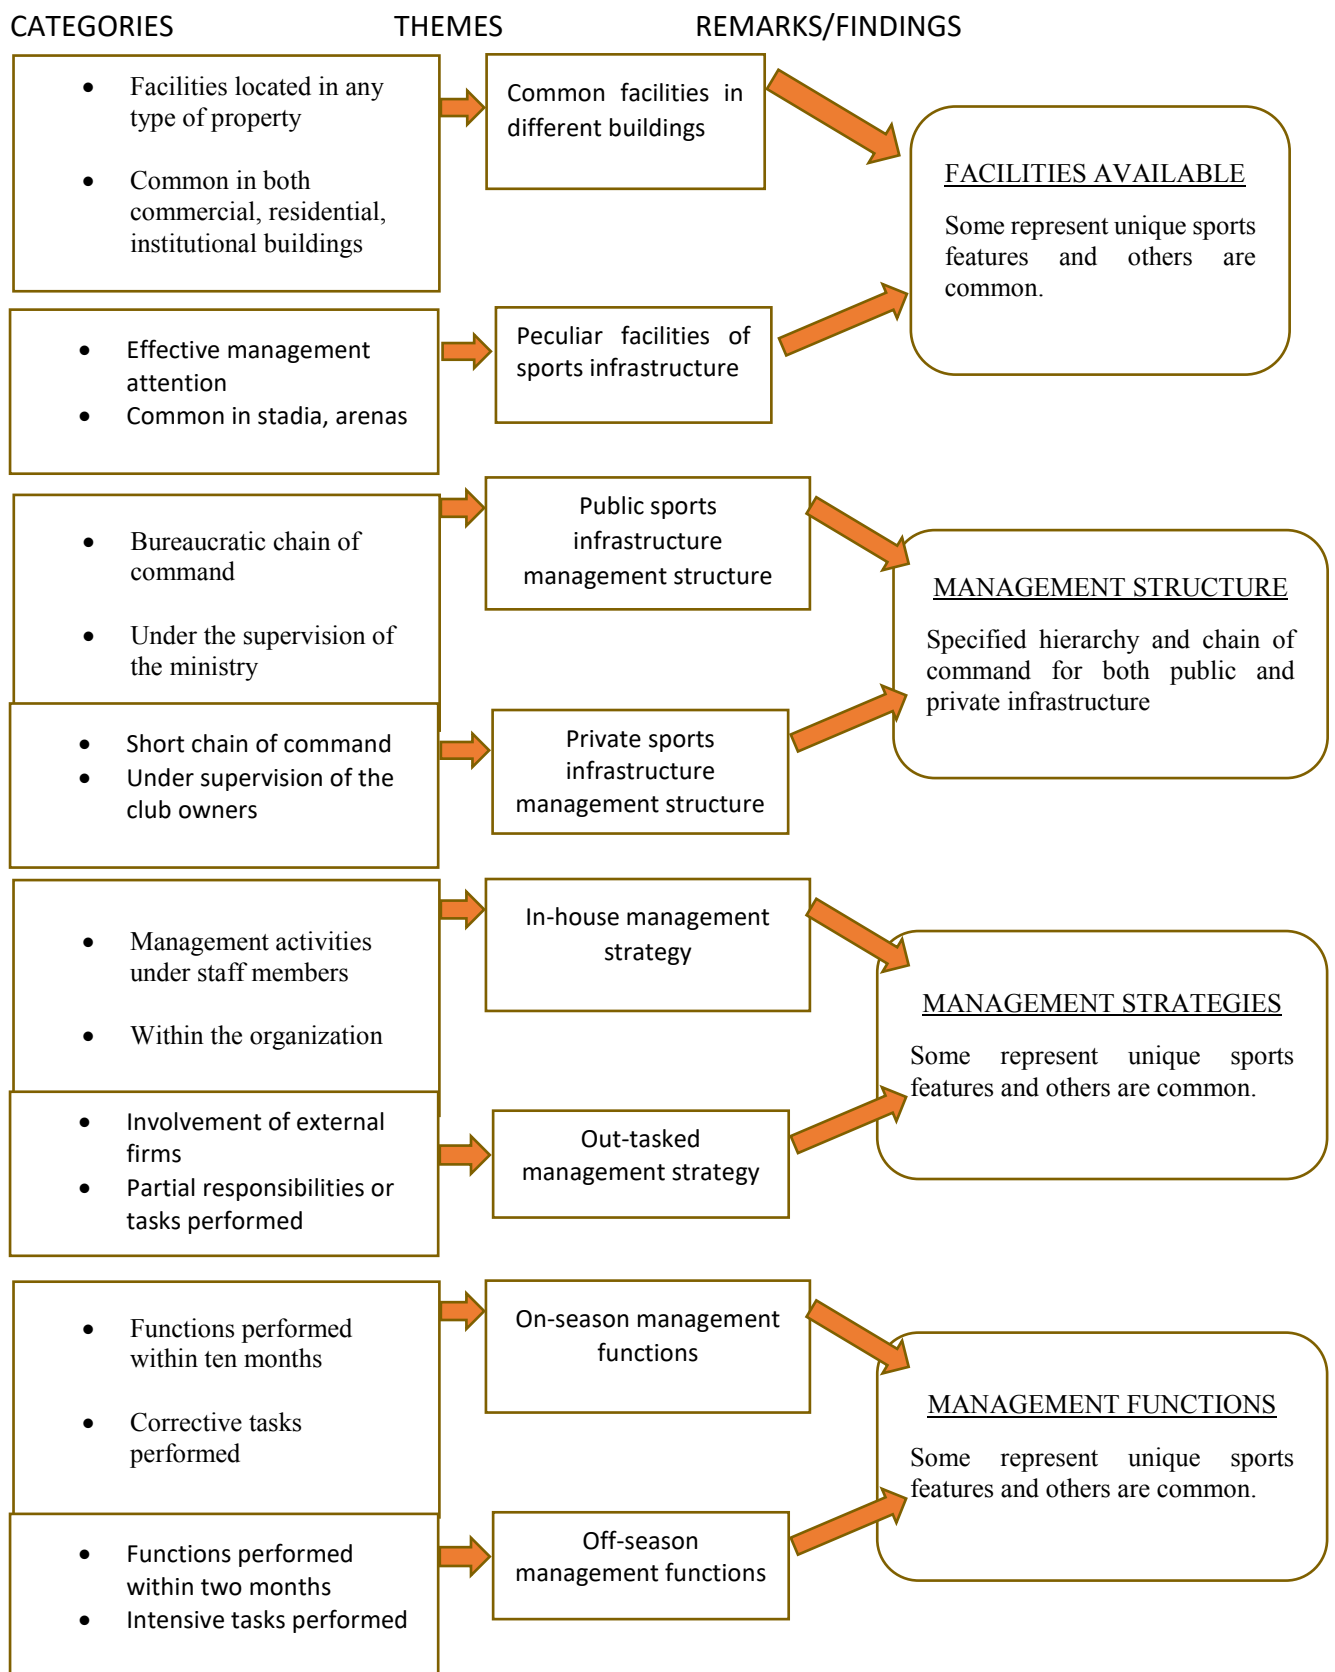 CATEGORIES THEMES REMARKS/FINDINGS
• Facilities located in any
type of property
• Common in both
commercial, residential,
institutional buildings
Common facilities in
different buildings
FACILITIES AVAILABLE
Some represent unique sports
features and others are
common.
• Effective management
attention
• Common in stadia, arenas
Peculiar facilities of
sports infrastructure
• Bureaucratic chain of
command
• Under the supervision of
the ministry
Public sports
infrastructure
management structure
MANAGEMENT STRUCTURE
Specified hierarchy and chain of
command for both public and
private infrastructure
• Short chain of command
• Under supervision of the
club owners
Private sports
infrastructure
management structure
• Management activities
under staff members
• Within the organization
In-house management
strategy
MANAGEMENT STRATEGIES
Some represent unique sports
features and others are common.
• Involvement of external
firms
• Partial responsibilities or
tasks performed
Out-tasked
management strategy
• Functions performed
within ten months
• Corrective tasks
performed
On-season management
functions
MANAGEMENT FUNCTIONS
Some represent unique sports
features and others are common.
• Functions performed
within two months
• Intensive tasks performed
Off-season
management functions